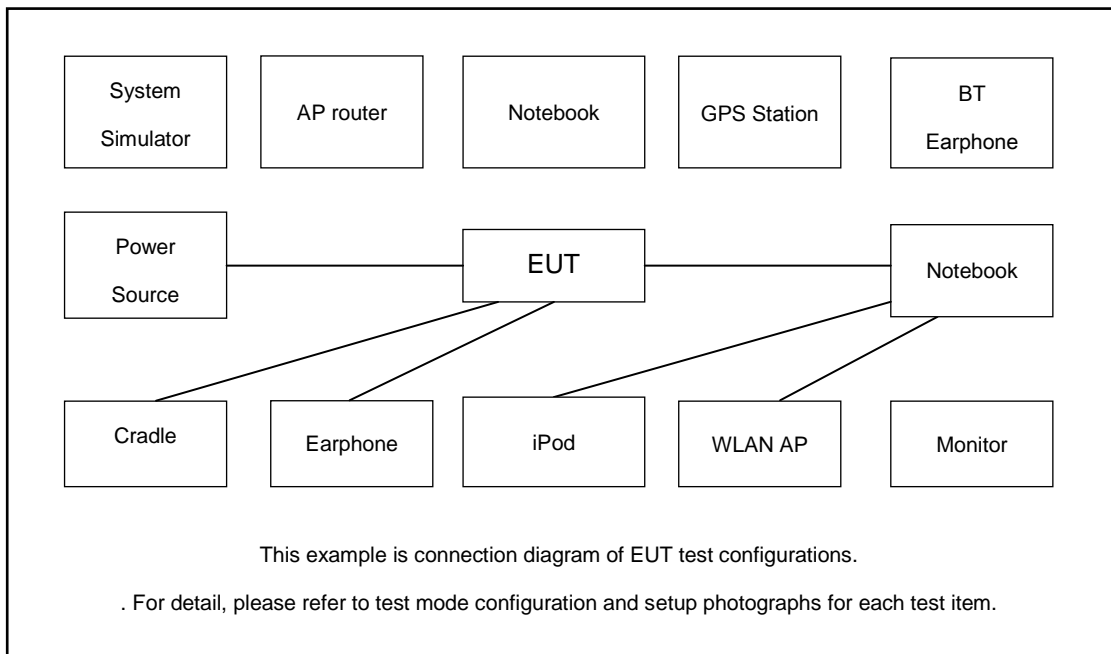 System
Simulator
AP router
Notebook
GPS Station
BT
Earphone
Power
Source
EUT
Notebook
Cradle
Earphone
iPod
WLAN AP
Monitor
This example is connection diagram of EUT test configurations.
. For detail, please refer to test mode configuration and setup photographs for each test item.